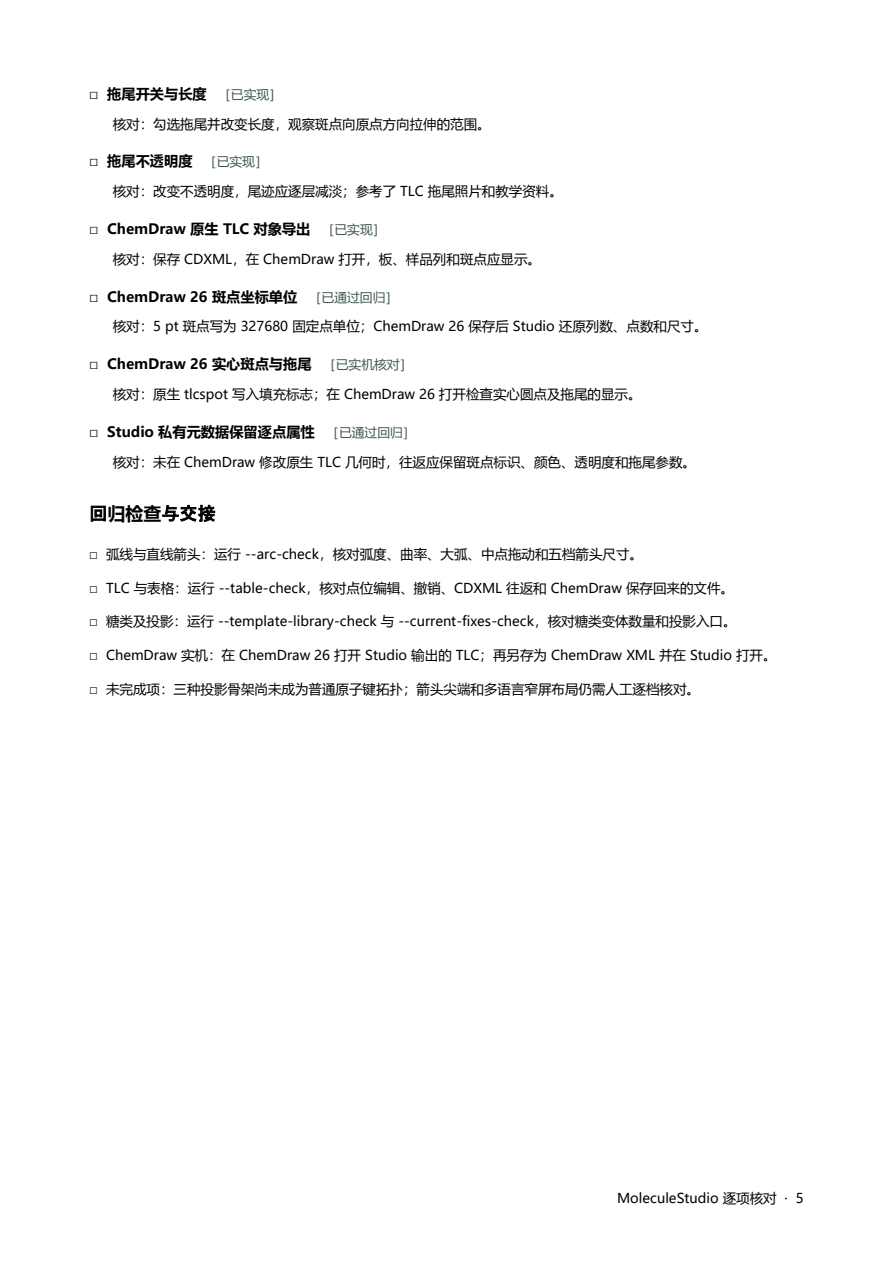 □ 拖尾开关与长度 [已实现]
核对：勾选拖尾并改变长度，观察斑点向原点方向拉伸的范围。
□ 拖尾不透明度 [已实现]
核对：改变不透明度，尾迹应逐层减淡；参考了 TLC 拖尾照片和教学资料。
□ ChemDraw 原生 TLC 对象导出 [已实现]
核对：保存 CDXML，在 ChemDraw 打开，板、样品列和斑点应显示。
□ ChemDraw 26 斑点坐标单位 [已通过回归]
核对：5 pt 斑点写为 327680 固定点单位；ChemDraw 26 保存后 Studio 还原列数、点数和尺寸。
□ ChemDraw 26 实心斑点与拖尾 [已实机核对]
核对：原生 tlcspot 写入填充标志；在 ChemDraw 26 打开检查实心圆点及拖尾的显示。
□ Studio 私有元数据保留逐点属性 [已通过回归]
核对：未在 ChemDraw 修改原生 TLC 几何时，往返应保留斑点标识、颜色、透明度和拖尾参数。
回归检查与交接
□ 弧线与直线箭头：运行 --arc-check，核对弧度、曲率、大弧、中点拖动和五档箭头尺寸。
□ TLC 与表格：运行 --table-check，核对点位编辑、撤销、CDXML 往返和 ChemDraw 保存回来的文件。
□ 糖类及投影：运行 --template-library-check 与 --current-fixes-check，核对糖类变体数量和投影入口。
□ ChemDraw 实机：在 ChemDraw 26 打开 Studio 输出的 TLC；再另存为 ChemDraw XML 并在 Studio 打开。
□ 未完成项：三种投影骨架尚未成为普通原子键拓扑；箭头尖端和多语言窄屏布局仍需人工逐档核对。
MoleculeStudio 逐项核对 · 5